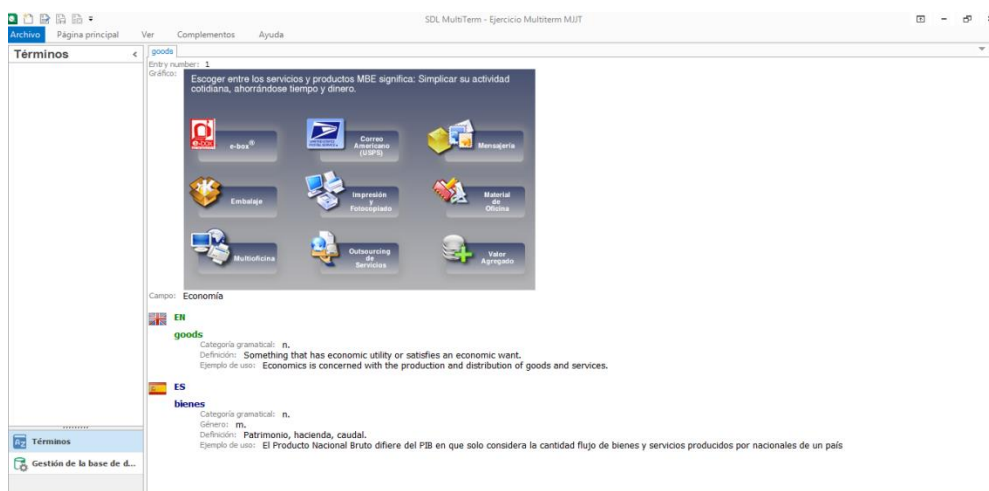 SDL MultiTerm - Ejercicio Multiterm MJJT
Archivo Página principal Ver Complementos Ayuda
Términos
goods
Entry number: 1
Gráfico:
Escoger entre los servicios y productos MBE significa: Simplicar su actividad
cotidiana, ahorrándose tiempo y dinero.
e-box®
Correo
Americano
(USPS)
Mensajería
Embalaje
Impresión
y
Fotocopiado
Material
de
Oficina
Multioficina
Outsourcing
de
Servicios
Valor
Agregado
Campo: Economía
EN
goods
Categoría gramatical: n.
Definición: Something that has economic utility or satisfies an economic want.
Ejemplo de uso: Economics is concerned with the production and distribution of goods and services.
ES
bienes
Categoría gramatical: n.
Género: m.
Definición: Patrimonio, hacienda, caudal.
Ejemplo de uso: El Producto Nacional Bruto difiere del PIB en que solo considera la cantidad flujo de bienes y servicios producidos por nacionales de un país
Términos
Gestión de la base de d...